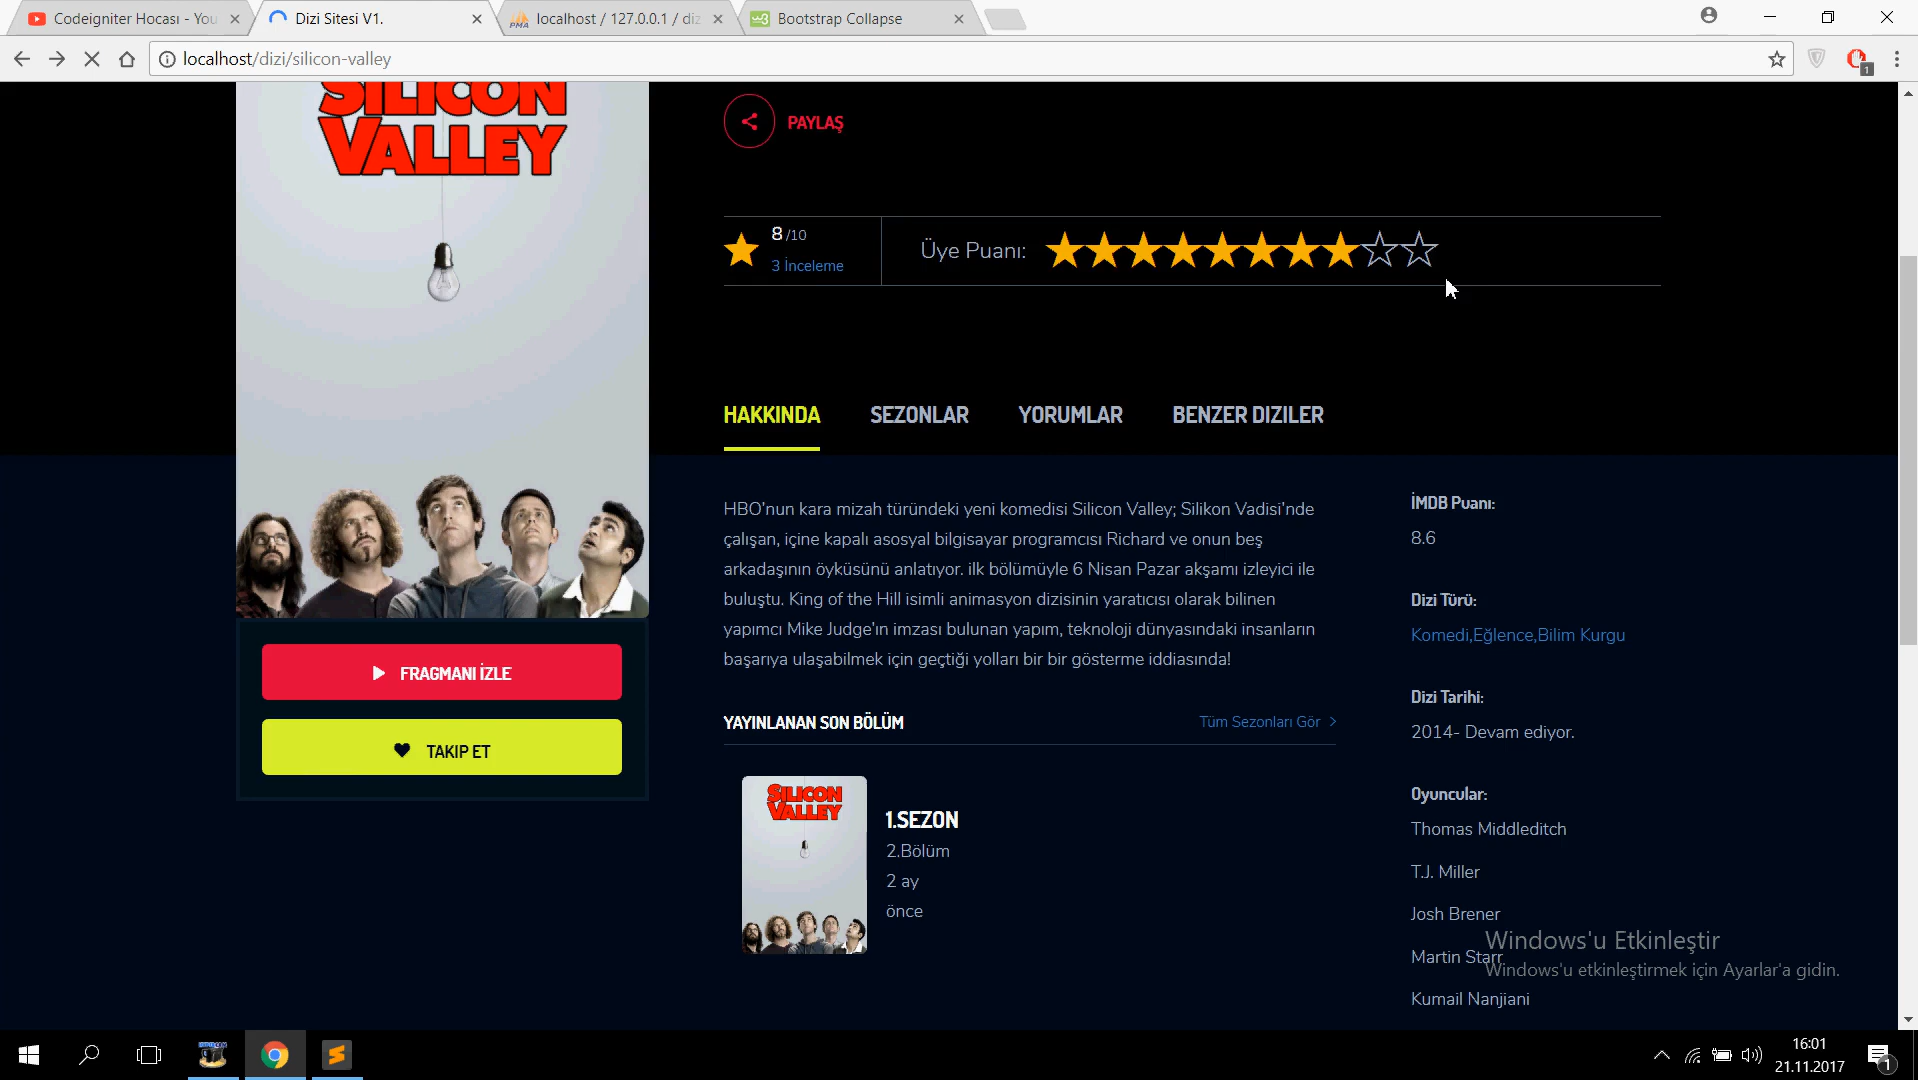 Codeigniter Hocası - You
Dizi Sitesi V1.
localhost / 127.0.0.1 / diz
Bootstrap Collapse
localhost/dizi/silicon-valley
1
SILICON
VALLEY
PAYLAŞ
8 /10
3 İnceleme
Üye Puanı:
HAKKINDA
SEZONLAR
YORUMLAR
BENZER DIZILER
HBO'nun kara mizah türündeki yeni komedisi Silicon Valley; Silikon Vadisi'nde
çalışan, içine kapalı asosyal bilgisayar programcısı Richard ve onun beş
arkadaşının öyküsünü anlatıyor. ilk bölümüyle 6 Nisan Pazar akşamı izleyici ile
buluştu. King of the Hill isimli animasyon dizisinin yaratıcısı olarak bilinen
yapımcı Mike Judge'ın imzası bulunan yapım, teknoloji dünyasındaki insanların
başarıya ulaşabilmek için geçtiği yolları bir bir gösterme iddiasında!
İMDB Puanı:
8.6
Dizi Türü:
Komedi,Eğlence,Bilim Kurgu
Dizi Tarihi:
2014- Devam ediyor.
Oyuncular:
Thomas Middleditch
T.J. Miller
Josh Brener
Martin Starr
Kumail Nanjiani
FRAGMANI İZLE
TAKIP ET
YAYINLANAN SON BÖLÜM
Tüm Sezonları Gör >
SILICON
VALLEY
1.SEZON
2.Bölüm
2 ay
önce
Windows'u Etkinleştir
Windows'u etkinleştirmek için Ayarlar'a gidin.
16:01
21.11.2017
1